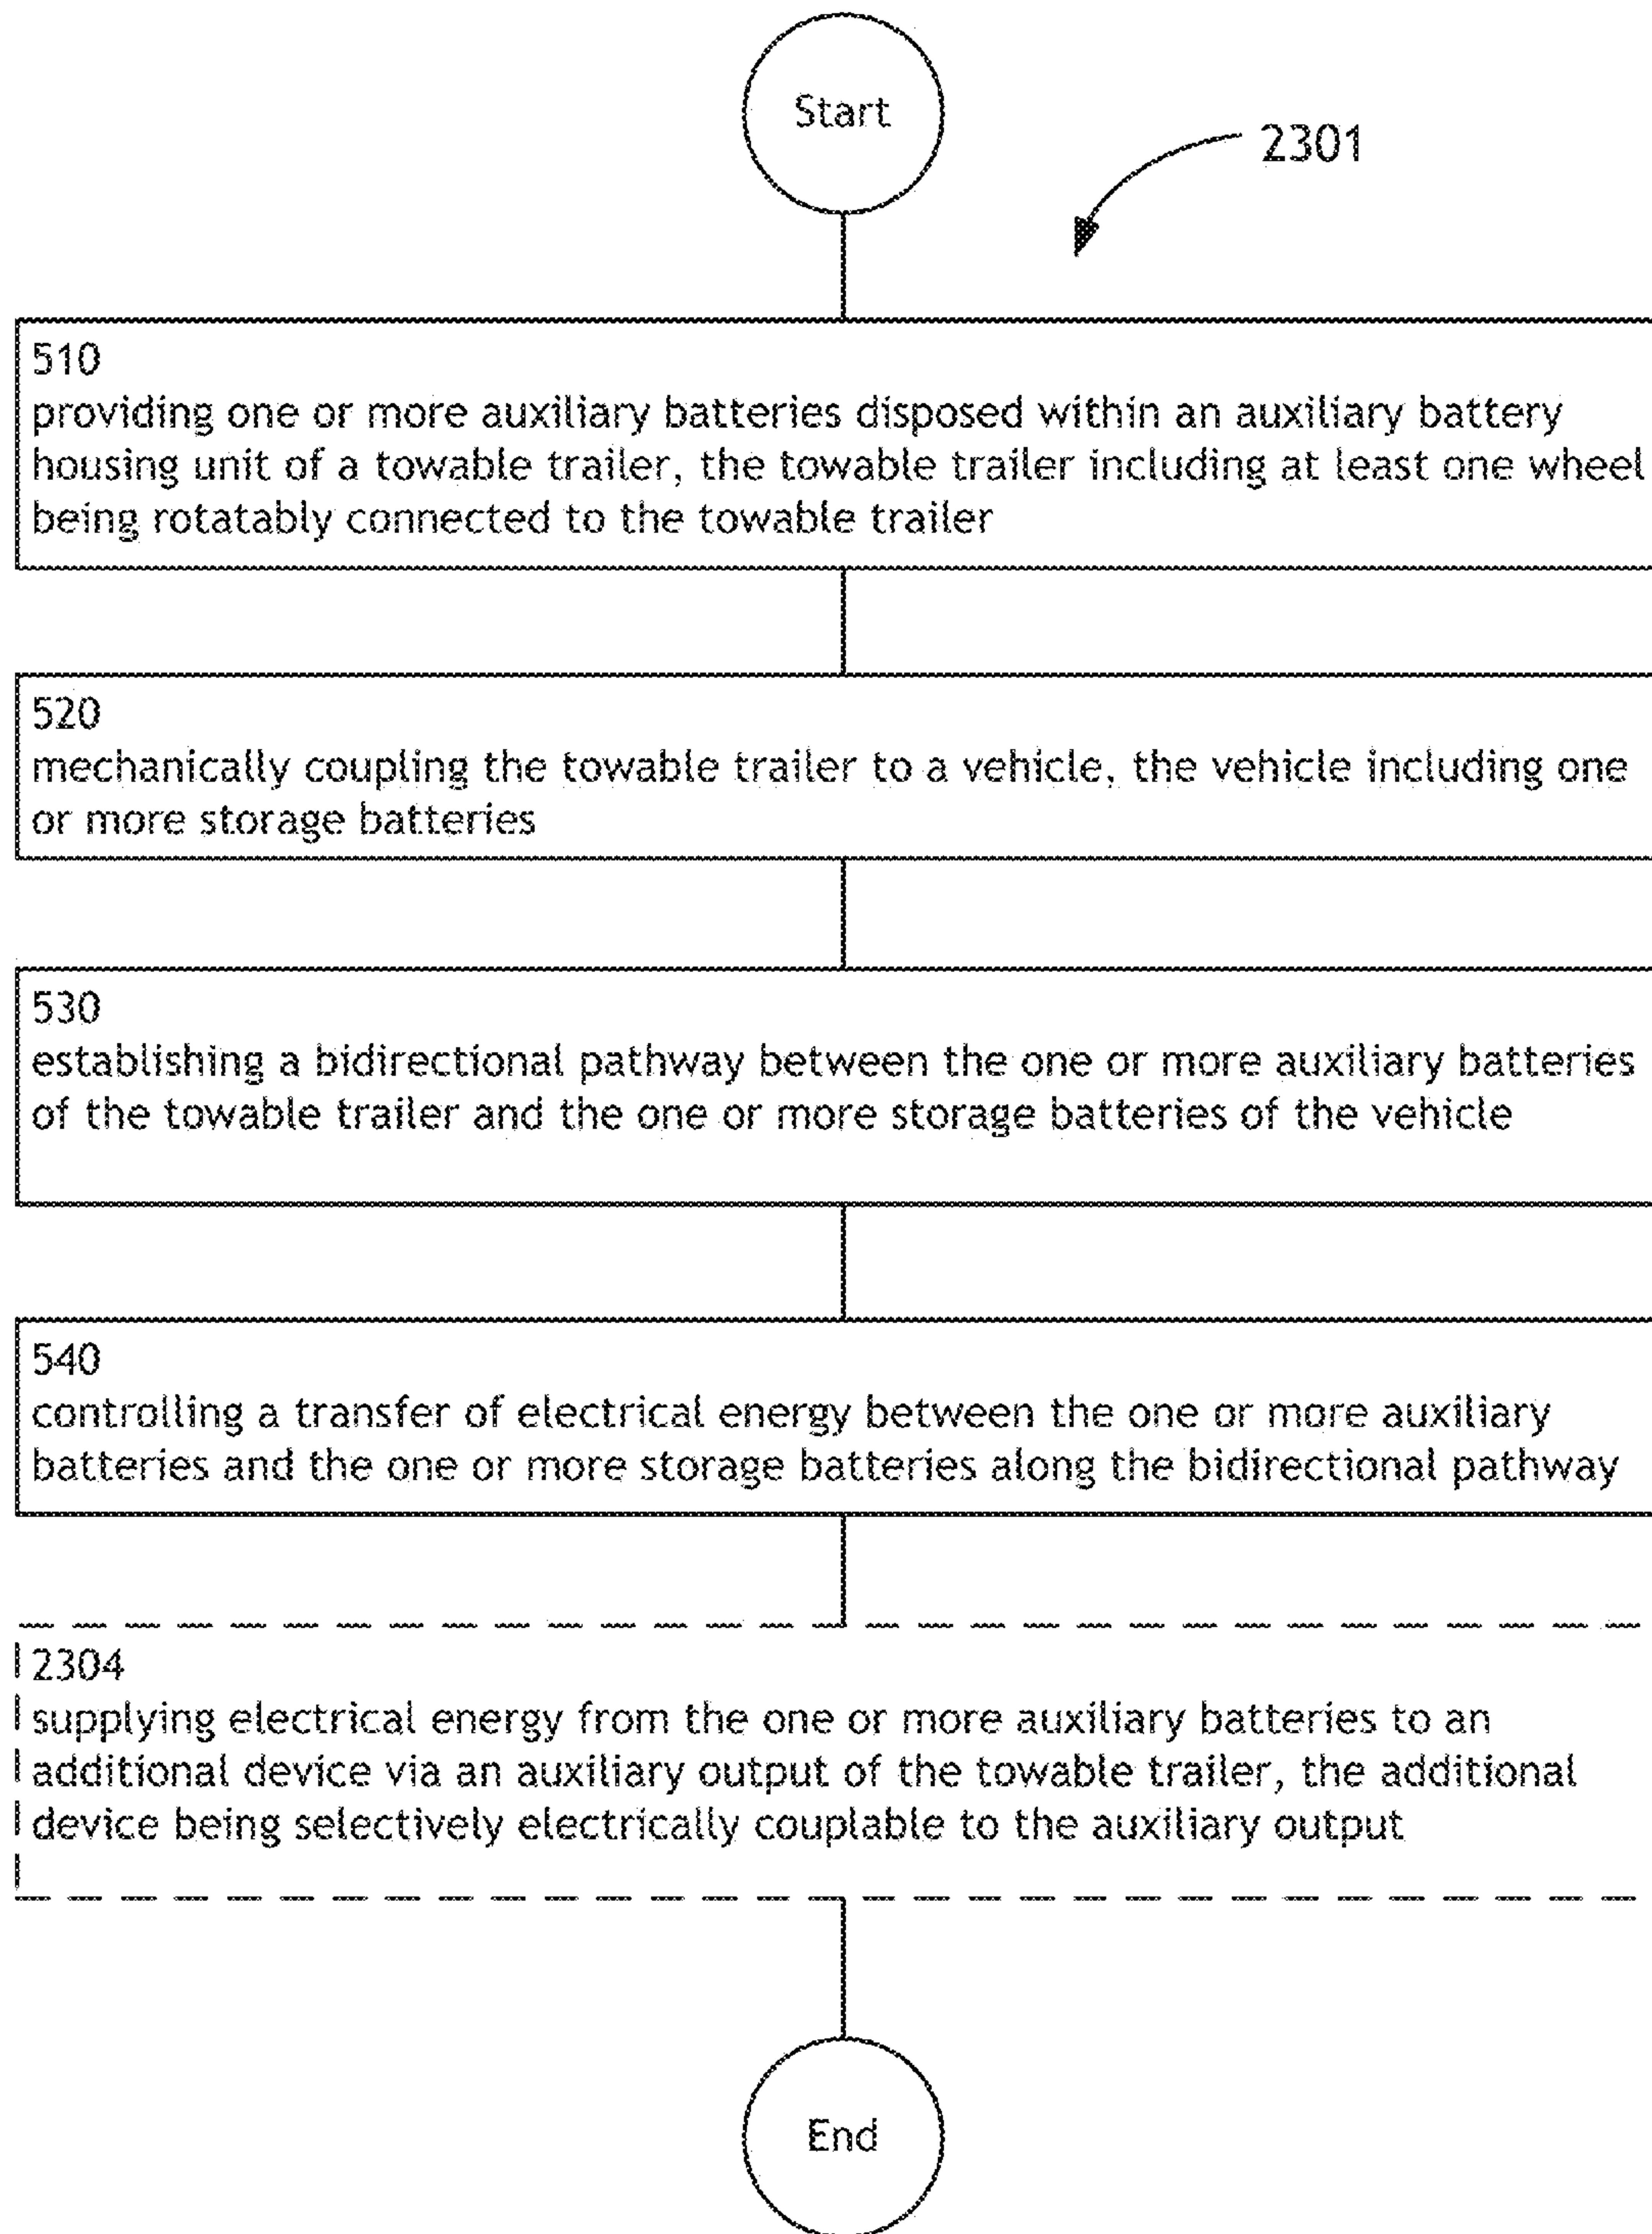 Start
2301
510
providing one or more auxiliary batteries disposed within an auxiliary battery
housing unit of a towable trailer, the towable trailer including at least one wheel
being rotatably connected to the towable trailer
520
mechanically coupling the towable trailer to a vehicle, the vehicle including one
or more storage batteries
530
establishing a bidirectional pathway between the one or more auxiliary batteries
of the towable trailer and the one or more storage batteries of the vehicle
540
controlling a transfer of electrical energy between the one or more auxiliary
batteries and the one or more storage batteries along the bidirectional pathway
2304
supplying electrical energy from the one or more auxiliary batteries to an
additional device via an auxiliary output of the towable trailer, the additional
device being selectively electrically couplable to the auxiliary output
End